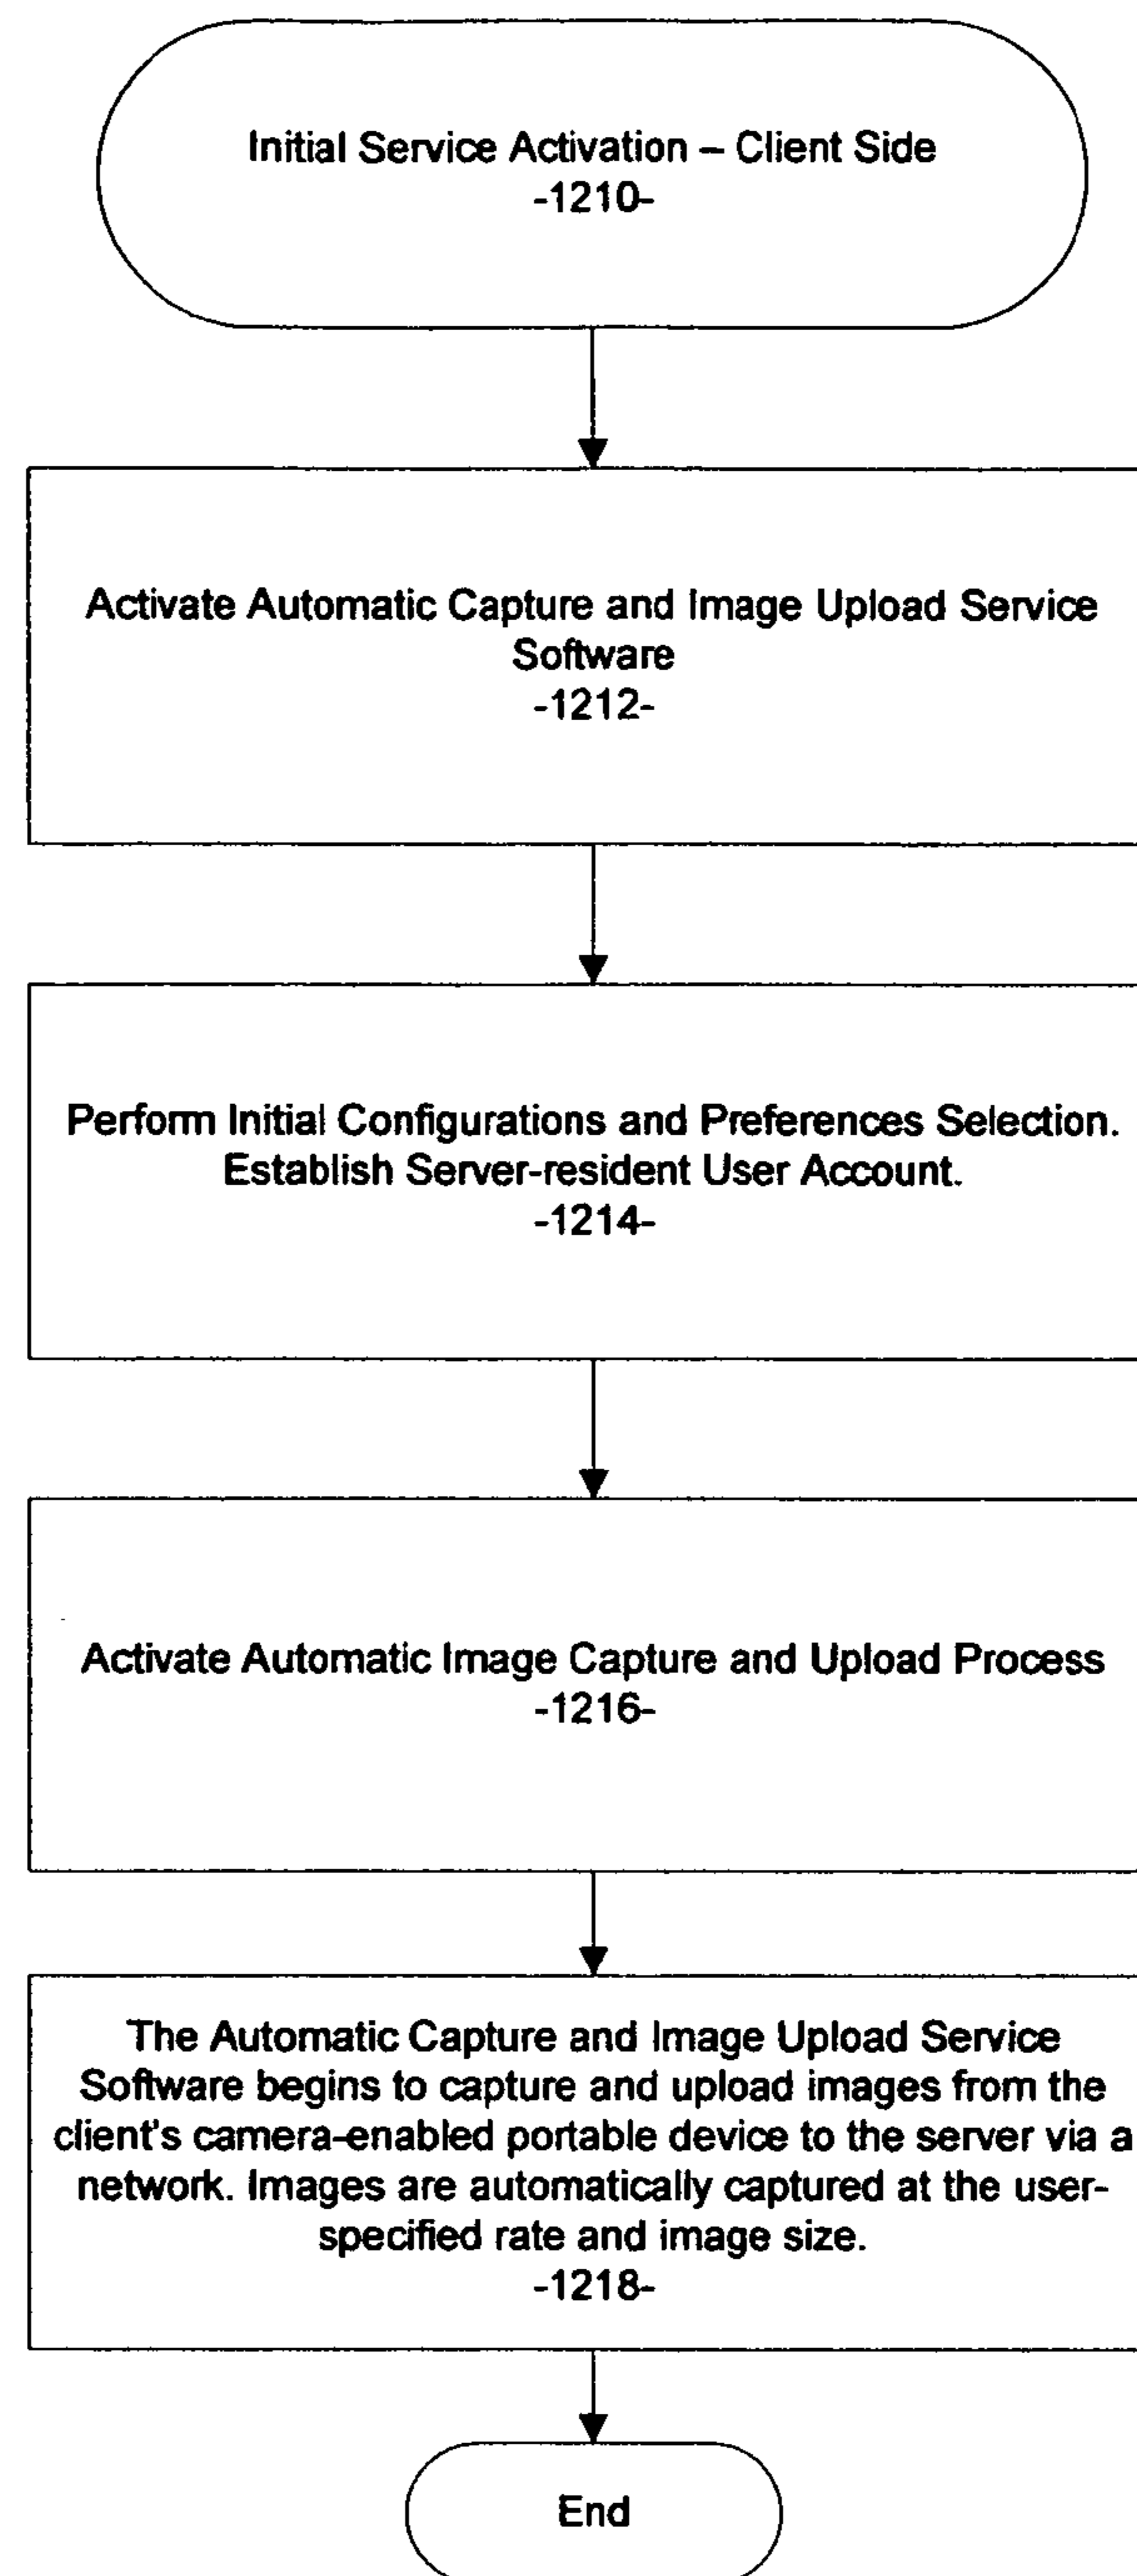 Initial Service Activation – Client Side
-1210-
Activate Automatic Capture and Image Upload Service
Software
-1212-
Perform Initial Configurations and Preferences Selection.
Establish Server-resident User Account.
-1214-
Activate Automatic Image Capture and Upload Process
-1216-
The Automatic Capture and Image Upload Service
Software begins to capture and upload images from the
client's camera-enabled portable device to the server via a
network. Images are automatically captured at the user-
specified rate and image size.
-1218-
End